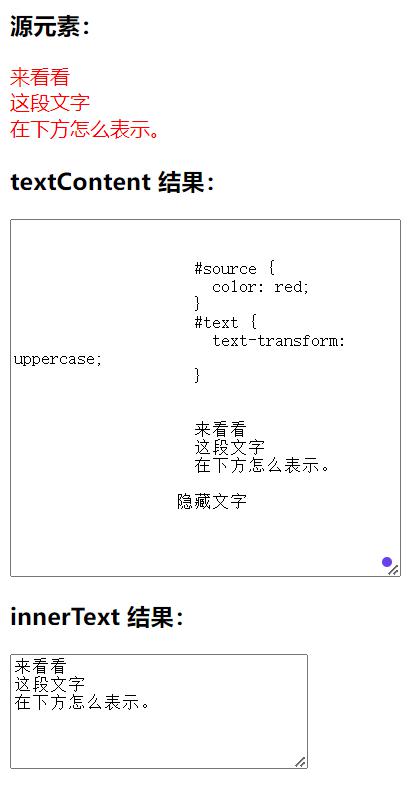 源元素：
来看看
这段文字
在下方怎么表示。
textContent 结果：
#source {
color: red;
}
#text {
text-transform:
uppercase;
}
来看看
这段文字
在下方怎么表示。
隐藏文字
innerText 结果：
来看看
这段文字
在下方怎么表示。